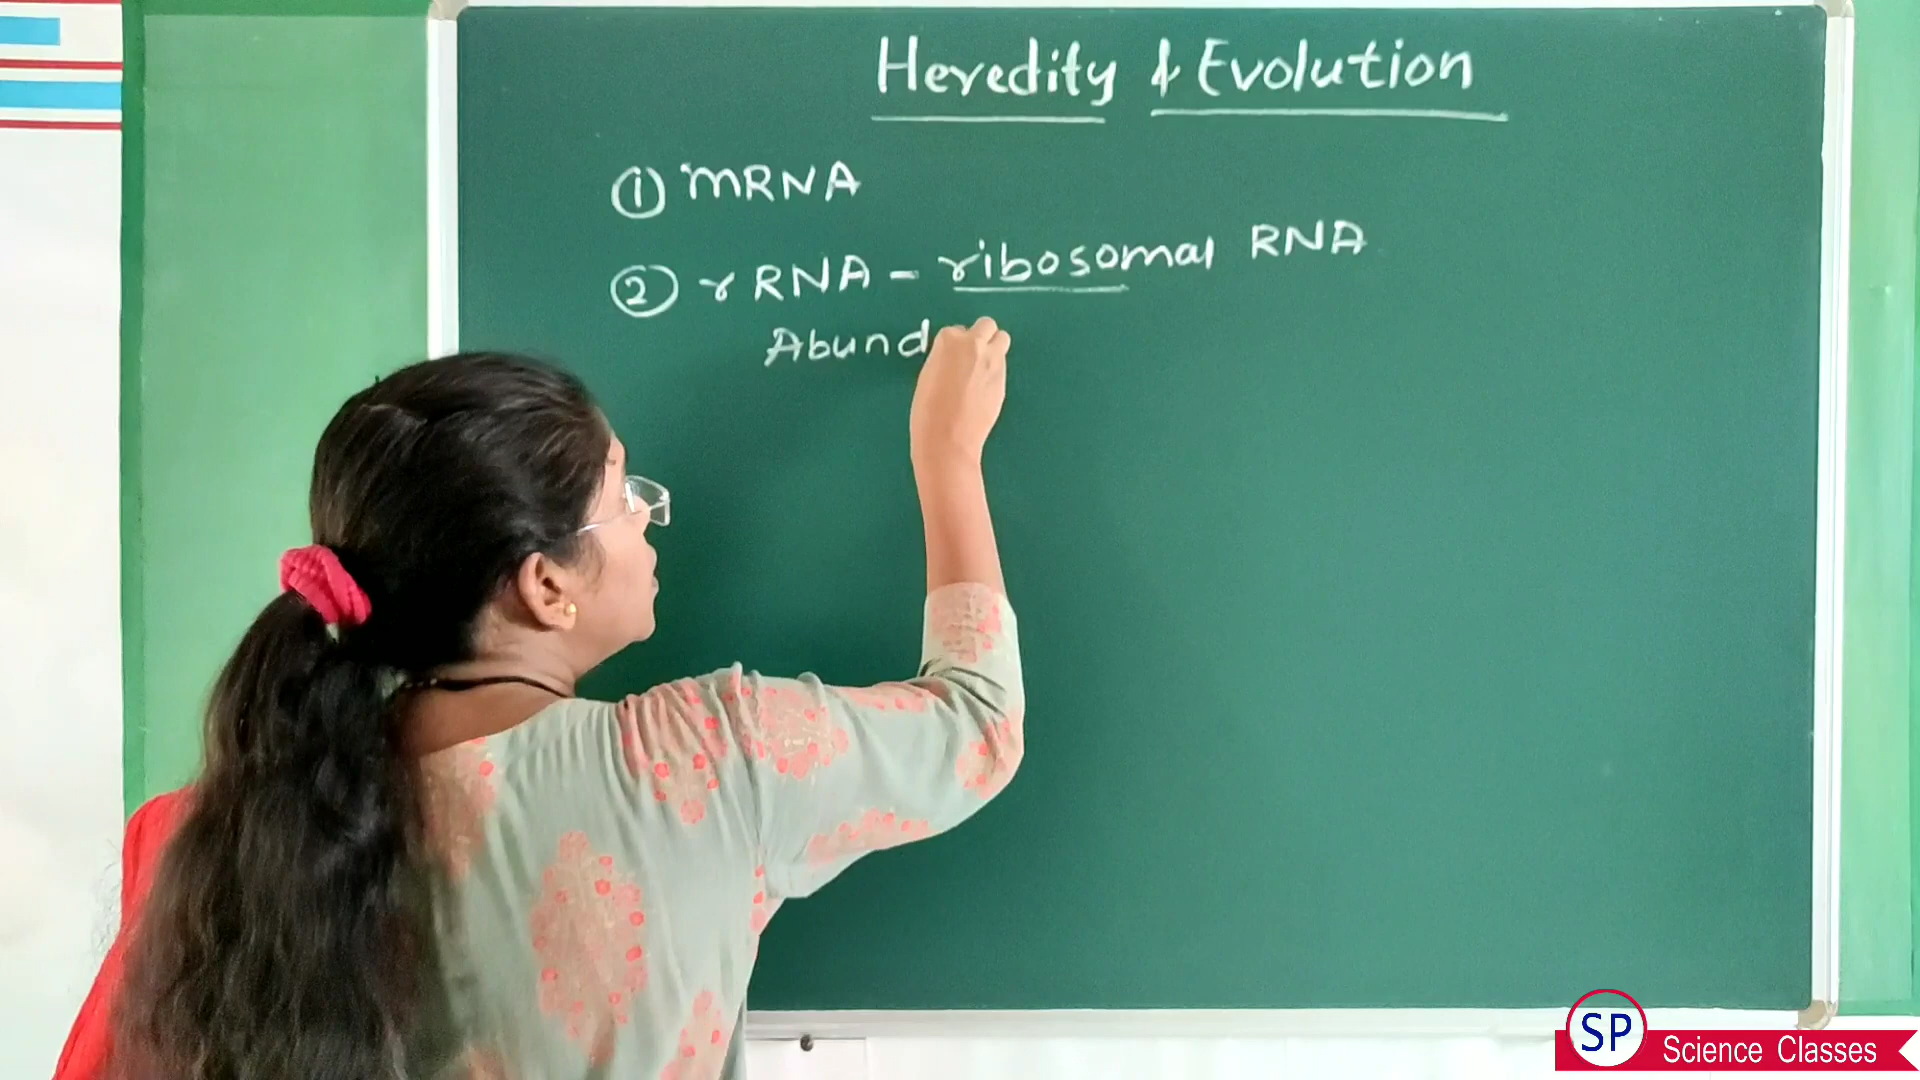 Heredity & Evolution
① mRNA
② rRNA - ribosomal RNA
Abund
SP
Science Classes